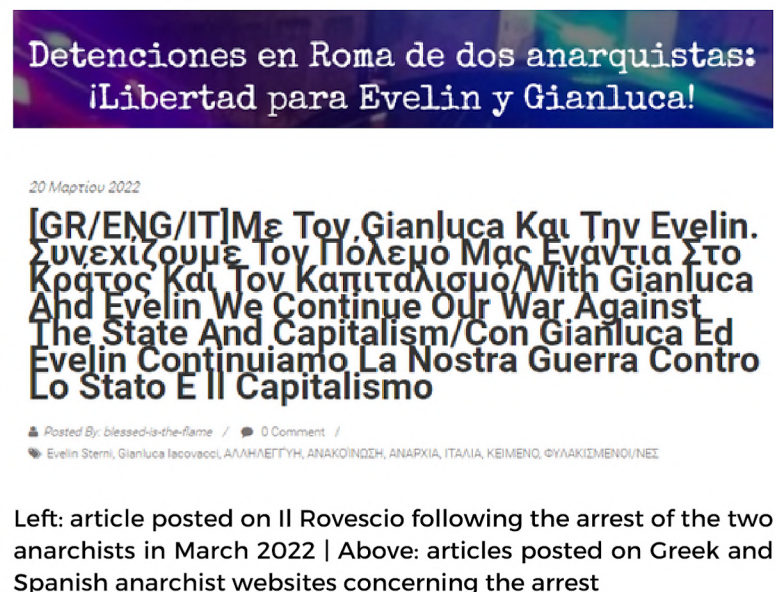 Detenciones en Roma de dos anarquistas:
¡Libertad para Evelin y Gianluca!
20 Μαρτίου 2022
[GR/ENG/IT]Με Τον Gianluca Και Την Evelin.
Συνεχίζουμε Τον Πόλεμό Μας Ενάντια Στο
Κράτος Και Τον Καπιταλισμό/With Gianluca
And Evelin We Continue Our War Against
The State And Capitalism/Con Gianluca Ed
Evelin Continuiamo La Nostra Guerra Contro
Lo Stato E Il Capitalismo
Posted By: blessed-is-the-flame / 0 Comment /
Evelin Sterni, Gianluca Iacovacci, ΑΛΛΗΛΕΓΓΎΗ, ΑΝΑΚΟΊΝΩΣΗ, ΑΝΑΡΧΙΑ, ΙΤΑΛΙΑ, ΚΕΙΜΕΝΟ, ΦΥΛΑΚΙΣΜΕΝΟΙ/ΝΕΣ
Left: article posted on Il Rovescio following the arrest of the two
anarchists in March 2022 | Above: articles posted on Greek and
Spanish anarchist websites concerning the arrest